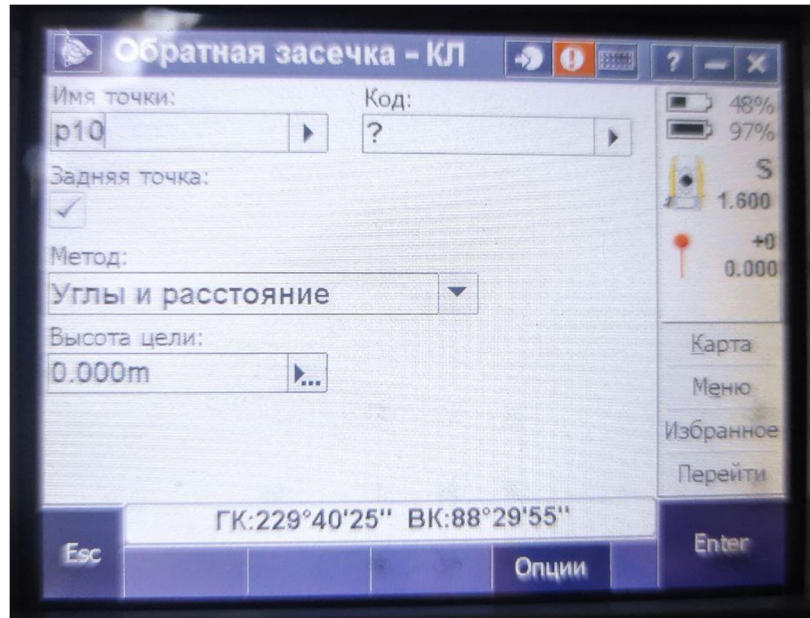 Обратная засечка - КЛ
? - x
Имя точки: Код:
p10 ?
Задняя точка:
Метод:
Углы и расстояние
Высота цели:
0.000m
48%
97%
S
1.600
+0
0.000
Карта
Меню
Избранное
Перейти
ГК:229°40'25" ВК:88°29'55"
Esc
Опции
Enter